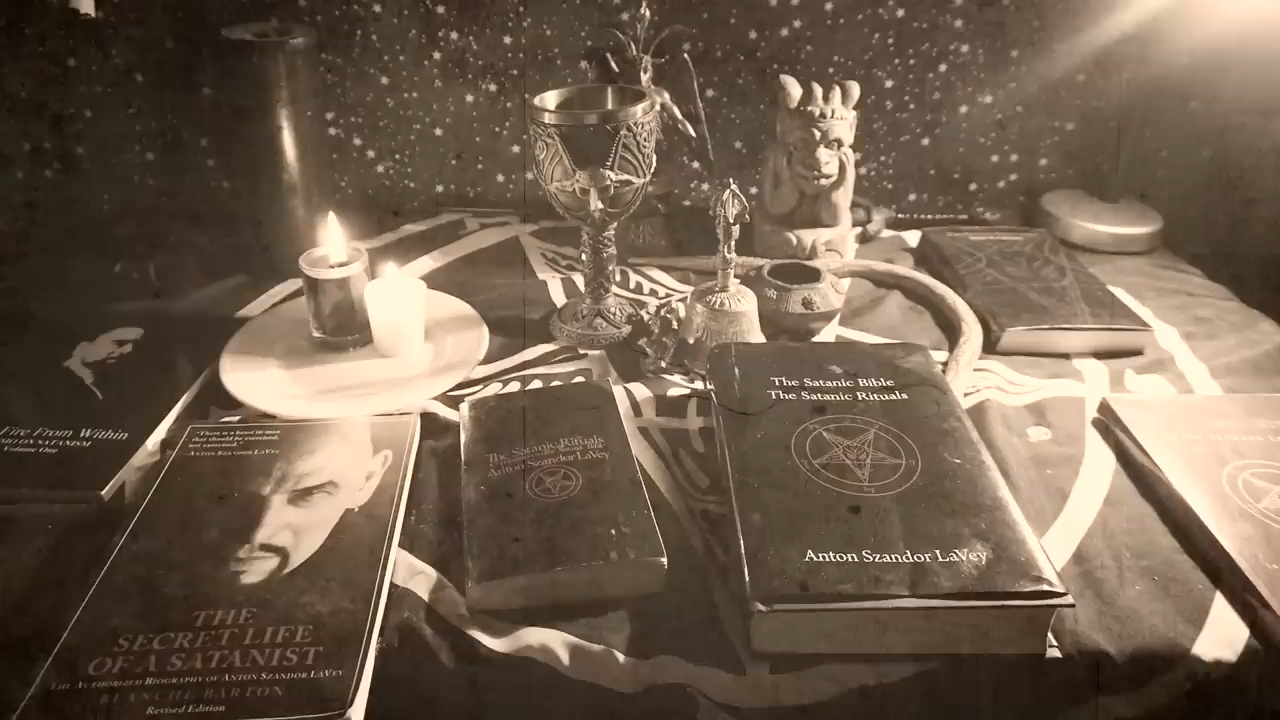 Fire From Within
ON SATANISM
Volume One
"There is a beast in man
that should be exercised,
not exorcised."
-ANTON SZANDOR LAVEY
THE
SECRET LIFE
OF A SATANIST
THE AUTHORIZED BIOGRAPHY OF ANTON SZANDOR LAVEY
BLANCHE BARTON
Revised Edition
The Satanic Rituals
Anton Szandor LaVey
The Satanic Bible
The Satanic Rituals
Anton Szandor LaVey